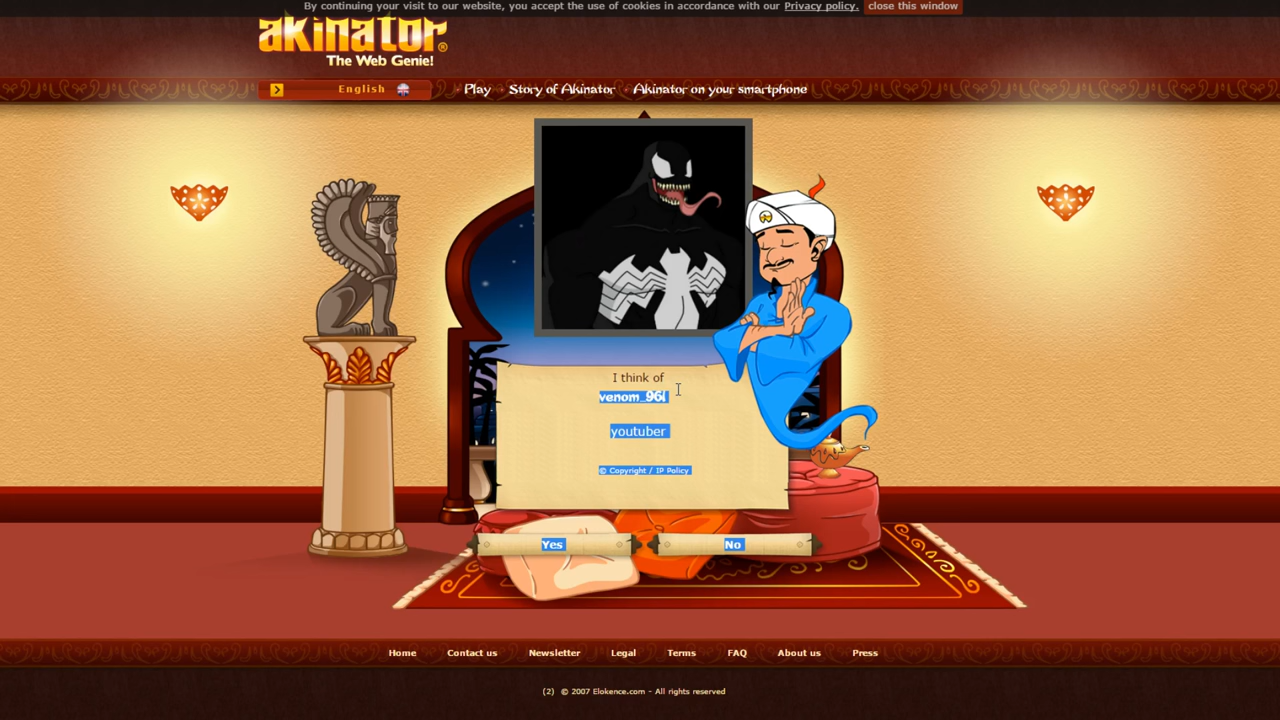 By continuing your visit to our website, you accept the use of cookies in accordance with our Privacy policy. close this window
akinator®
The Web Genie!
English Play Story of Akinator Akinator on your smartphone
I think of
youtuber
© Copyright / IP Policy
Yes No
Home Contact us Newsletter Legal Terms FAQ About us Press
(2) © 2007 Elokence.com - All rights reserved